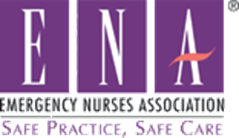 ENA®
EMERGENCY NURSES ASSOCIATION
SAFE PRACTICE, SAFE CARE